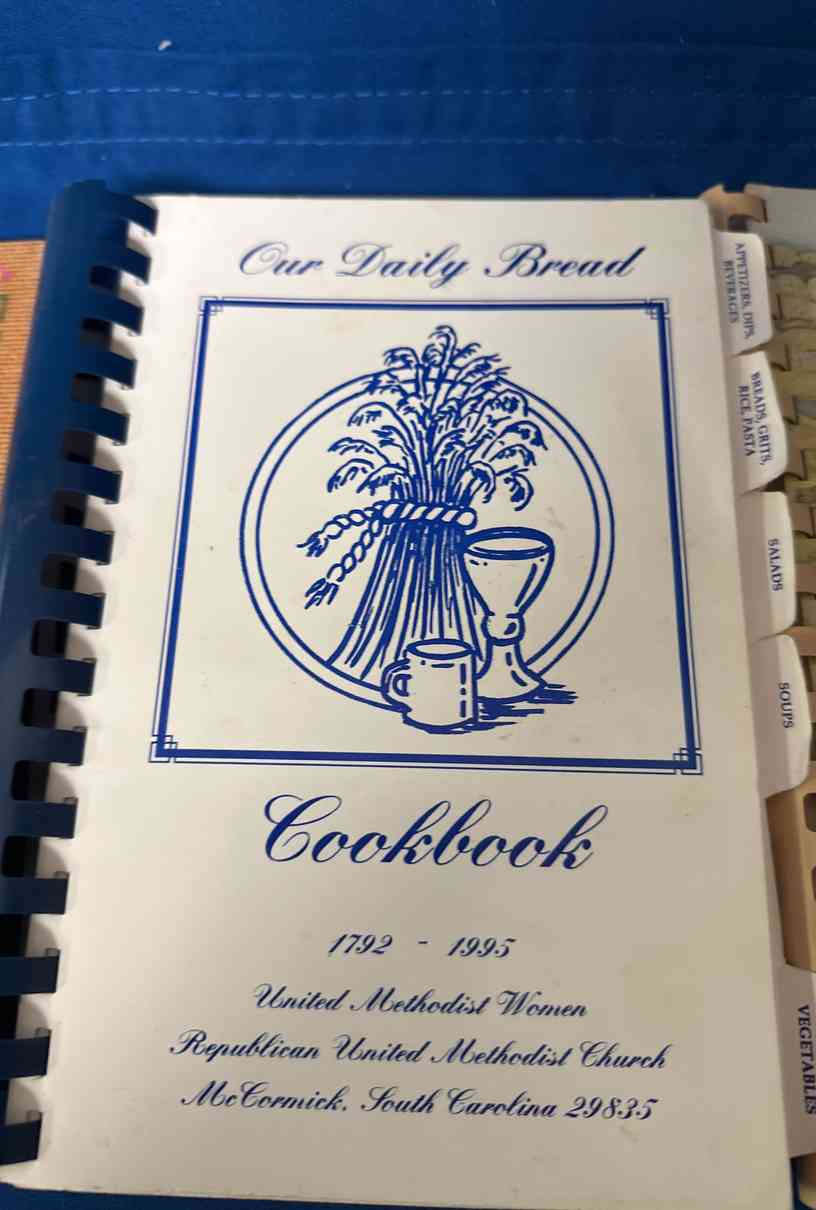 Our Daily Bread
Cookbook
1792 - 1995
United Methodist Women
Republican United Methodist Church
McCormick, South Carolina 29835
APPETIZERS, DIPS,
BEVERAGES
BREADS, GRITS,
RICE, PASTA
SALADS
SOUPS
VEGETABLES